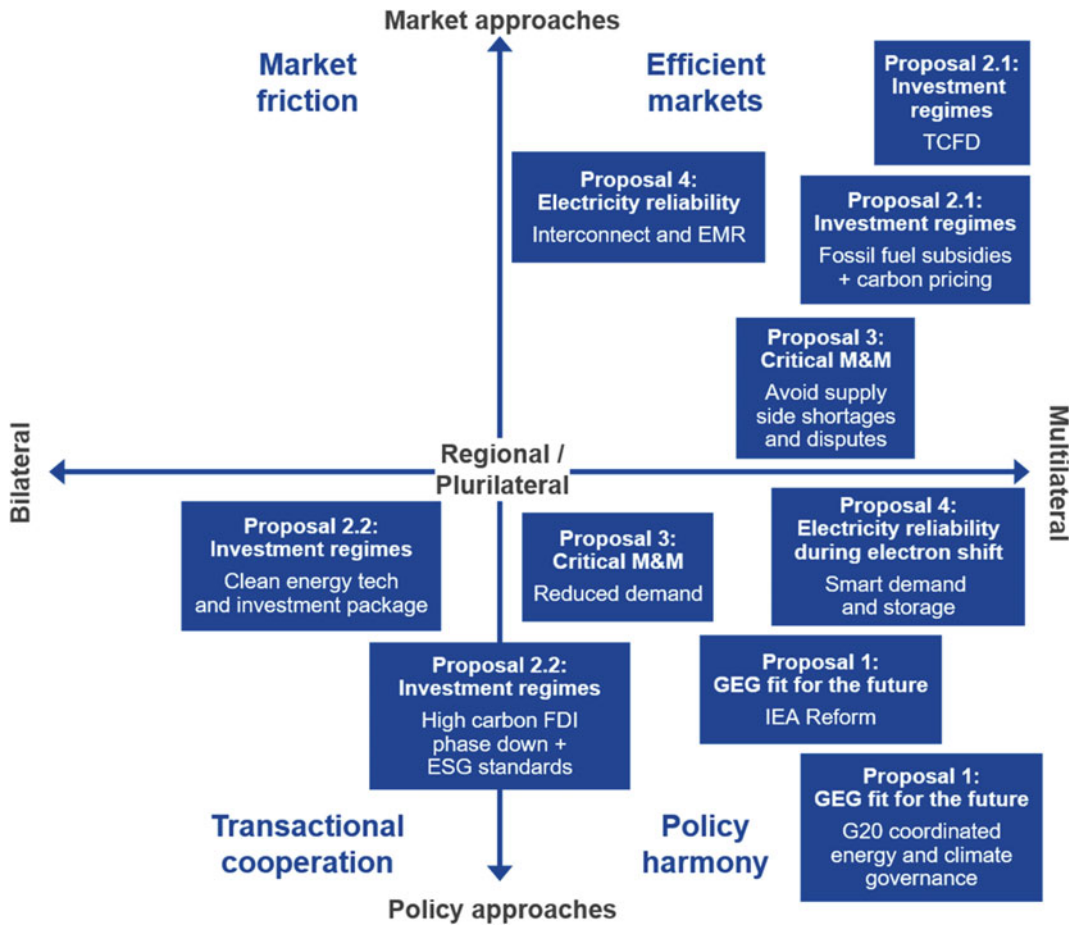 Market approaches
Market
friction
Efficient
markets
Proposal 2.1:
Investment
regimes
TCFD
Proposal 4:
Electricity reliability
Interconnect and EMR
Proposal 2.1:
Investment regimes
Fossil fuel subsidies
+ carbon pricing
Proposal 3:
Critical M&M
Avoid supply
side shortages
and disputes
Bilateral
Regional /
Plurilateral
Multilateral
Proposal 2.2:
Investment regimes
Clean energy tech
and investment package
Proposal 3:
Critical M&M
Reduced demand
Proposal 4:
Electricity reliability
during electron shift
Smart demand
and storage
Proposal 2.2:
Investment regimes
High carbon FDI
phase down +
ESG standards
Proposal 1:
GEG fit for the future
IEA Reform
Proposal 1:
GEG fit for the future
G20 coordinated
energy and climate
governance
Transactional
cooperation
Policy
harmony
Policy approaches